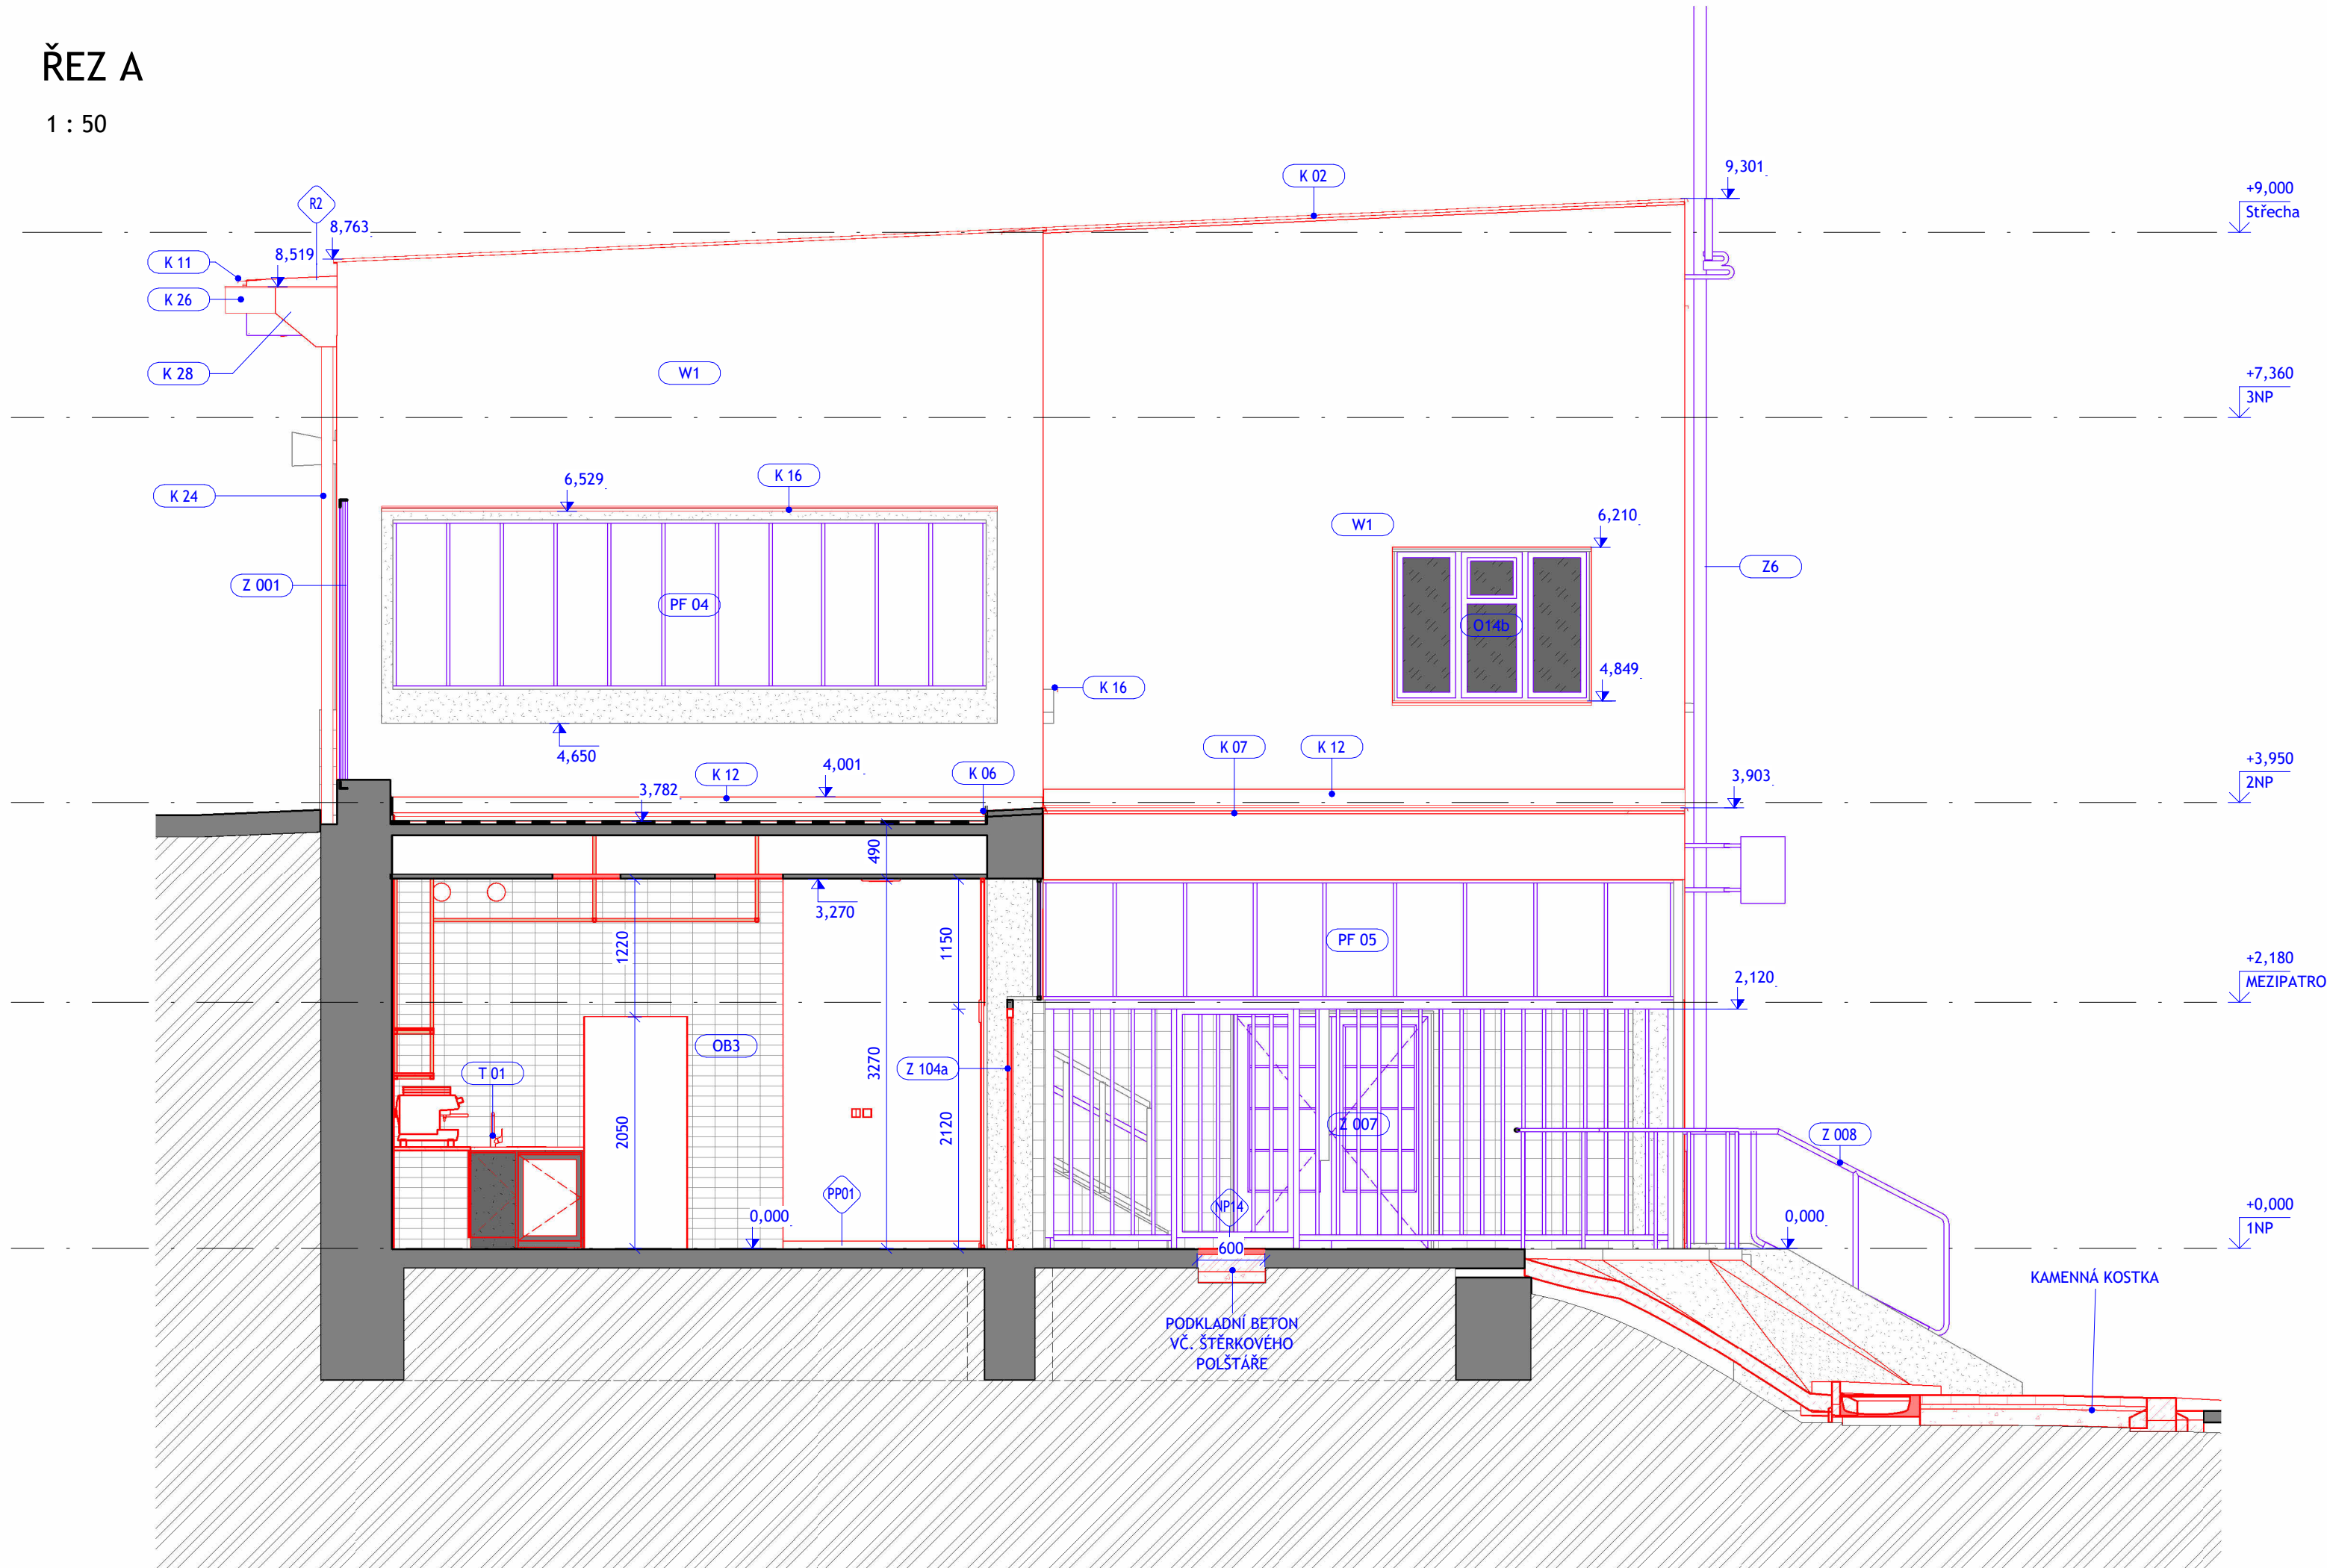 ŘEZ A
1 : 50
K 02
9,301
+9,000
Střecha
R2
8,763
8,519
K 11
K 26
K 28
W1
+7,360
3NP
K 24
6,529
K 16
W1
6,210
Z 001
PF 04
Z6
O14b
4,849
K 16
4,650
K 07
K 12
K 12
4,001
K 06
3,782
3,903
+3,950
2NP
490
3,270
1220
1150
PF 05
+2,180
MEZIPATRO
2,120
OB3
T 01
3270
Z 104a
2050
2120
Z 007
Z 008
PP01
NP14
0,000
0,000
+0,000
1NP
600
KAMENNÁ KOSTKA
PODKLADNÍ BETON
VČ. ŠTĚRKOVÉHO
POLŠTÁŘE